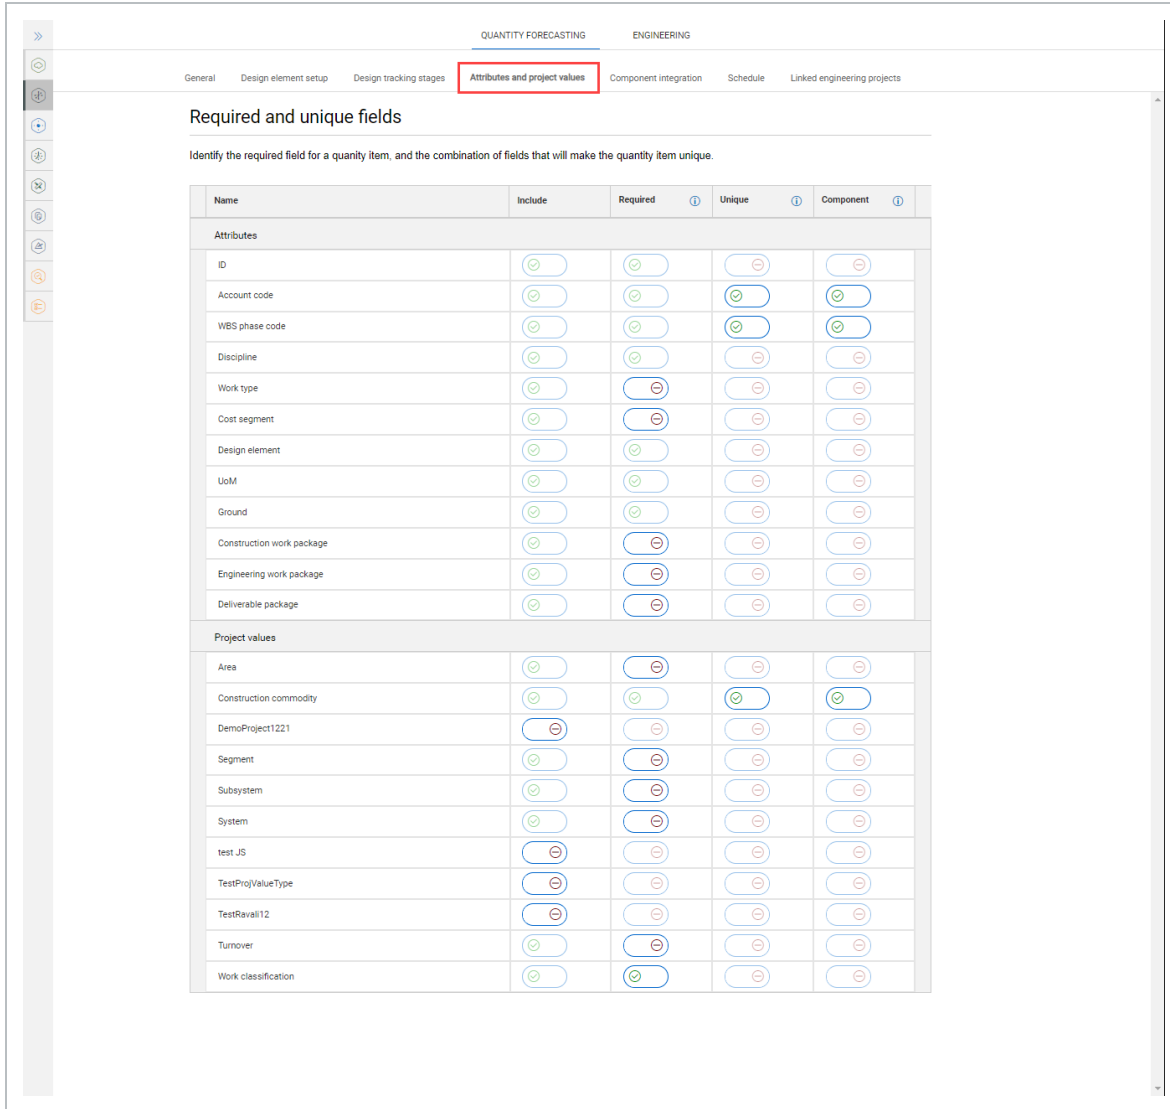 QUANTITY FORECASTING ENGINEERING
General Design element setup Design tracking stages Attributes and project values Component integration Schedule Linked engineering projects
Required and unique fields
Identify the required field for a quanity item, and the combination of fields that will make the quantity item unique.
Name Include Required Unique Component
Attributes
ID
Account code
WBS phase code
Discipline
Work type
Cost segment
Design element
UoM
Ground
Construction work package
Engineering work package
Deliverable package
Project values
Area
Construction commodity
DemoProject1221
Segment
Subsystem
System
test JS
TestProjValueType
TestRavali12
Turnover
Work classification